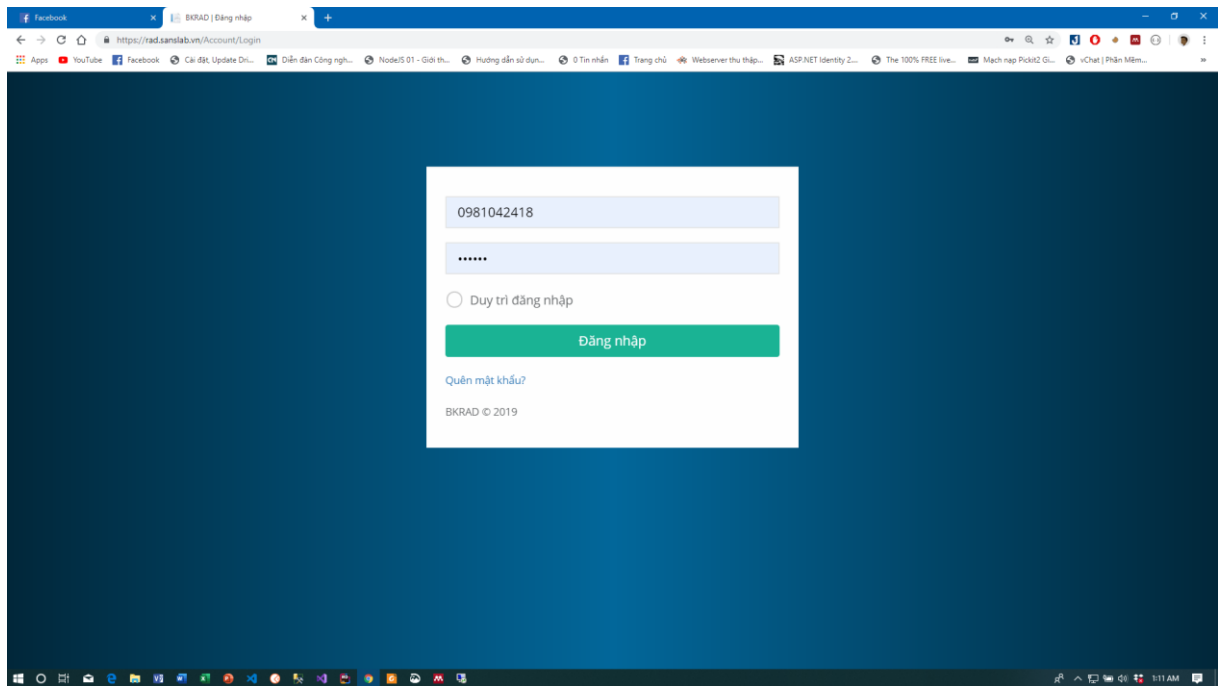 Facebook
BKRAD | Đăng nhập
https://rad.sanslab.vn/Account/Login
Apps YouTube Facebook Cài đặt, Update Dri... Diễn đàn Công ngh... NodeJS 01 - Giới th... Hướng dẫn sử dụn... 0 Tin nhắn Trang chủ Webserver thu thập... ASP.NET Identity 2.... The 100% FREE live... Mạch nạp Pickit2 Gi... vChat | Phần Mềm...
0981042418
••••••
Duy trì đăng nhập
Đăng nhập
Quên mật khẩu?
BKRAD © 2019
1:11 AM